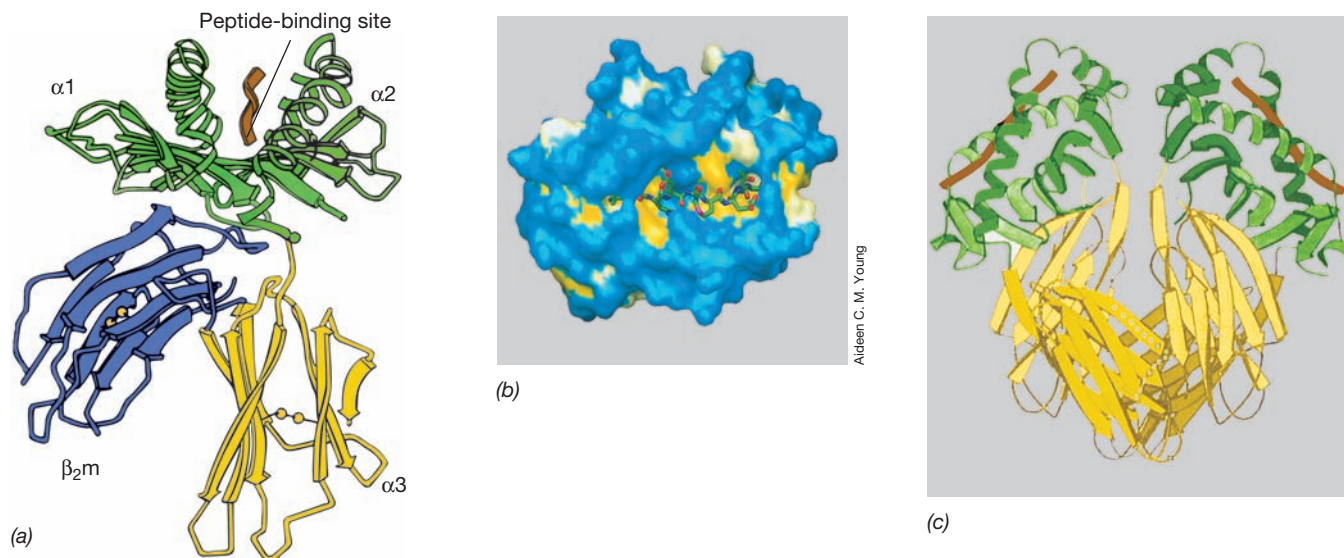 Peptide-binding site
α1
α2
β₂m
α3
(a)
Aideen C. M. Young
(b)
(c)